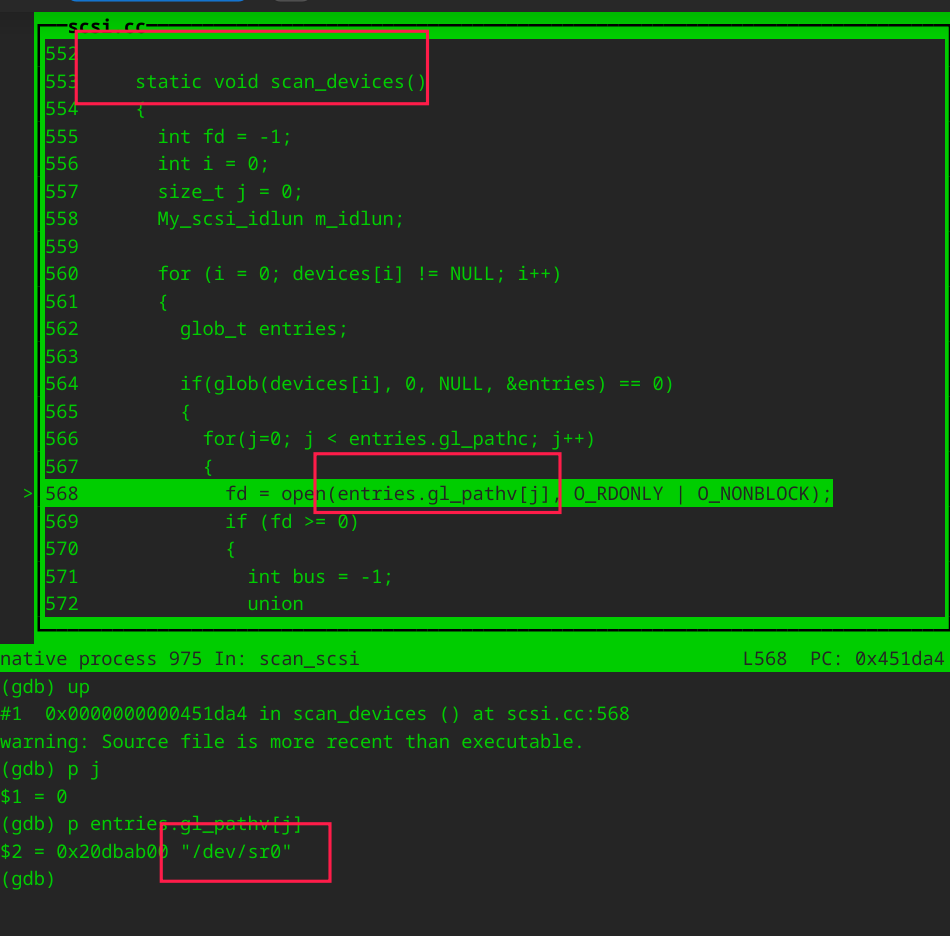 scsi.cc
552
553 static void scan_devices()
554 {
555 int fd = -1;
556 int i = 0;
557 size_t j = 0;
558 My_scsi_idlun m_idlun;
559
560 for (i = 0; devices[i] != NULL; i++)
561 {
562 glob_t entries;
563
564 if(glob(devices[i], 0, NULL, &entries) == 0)
565 {
566 for(j=0; j < entries.gl_pathc; j++)
567 {
> 568 fd = open(entries.gl_pathv[j], O_RDONLY | O_NONBLOCK);
569 if (fd >= 0)
570 {
571 int bus = -1;
572 union
native process 975 In: scan_scsi L568 PC: 0x451da4
(gdb) up
#1 0x0000000000451da4 in scan_devices () at scsi.cc:568
warning: Source file is more recent than executable.
(gdb) p j
$1 = 0
(gdb) p entries.gl_pathv[j]
$2 = 0x20dbab00 "/dev/sr0"
(gdb)